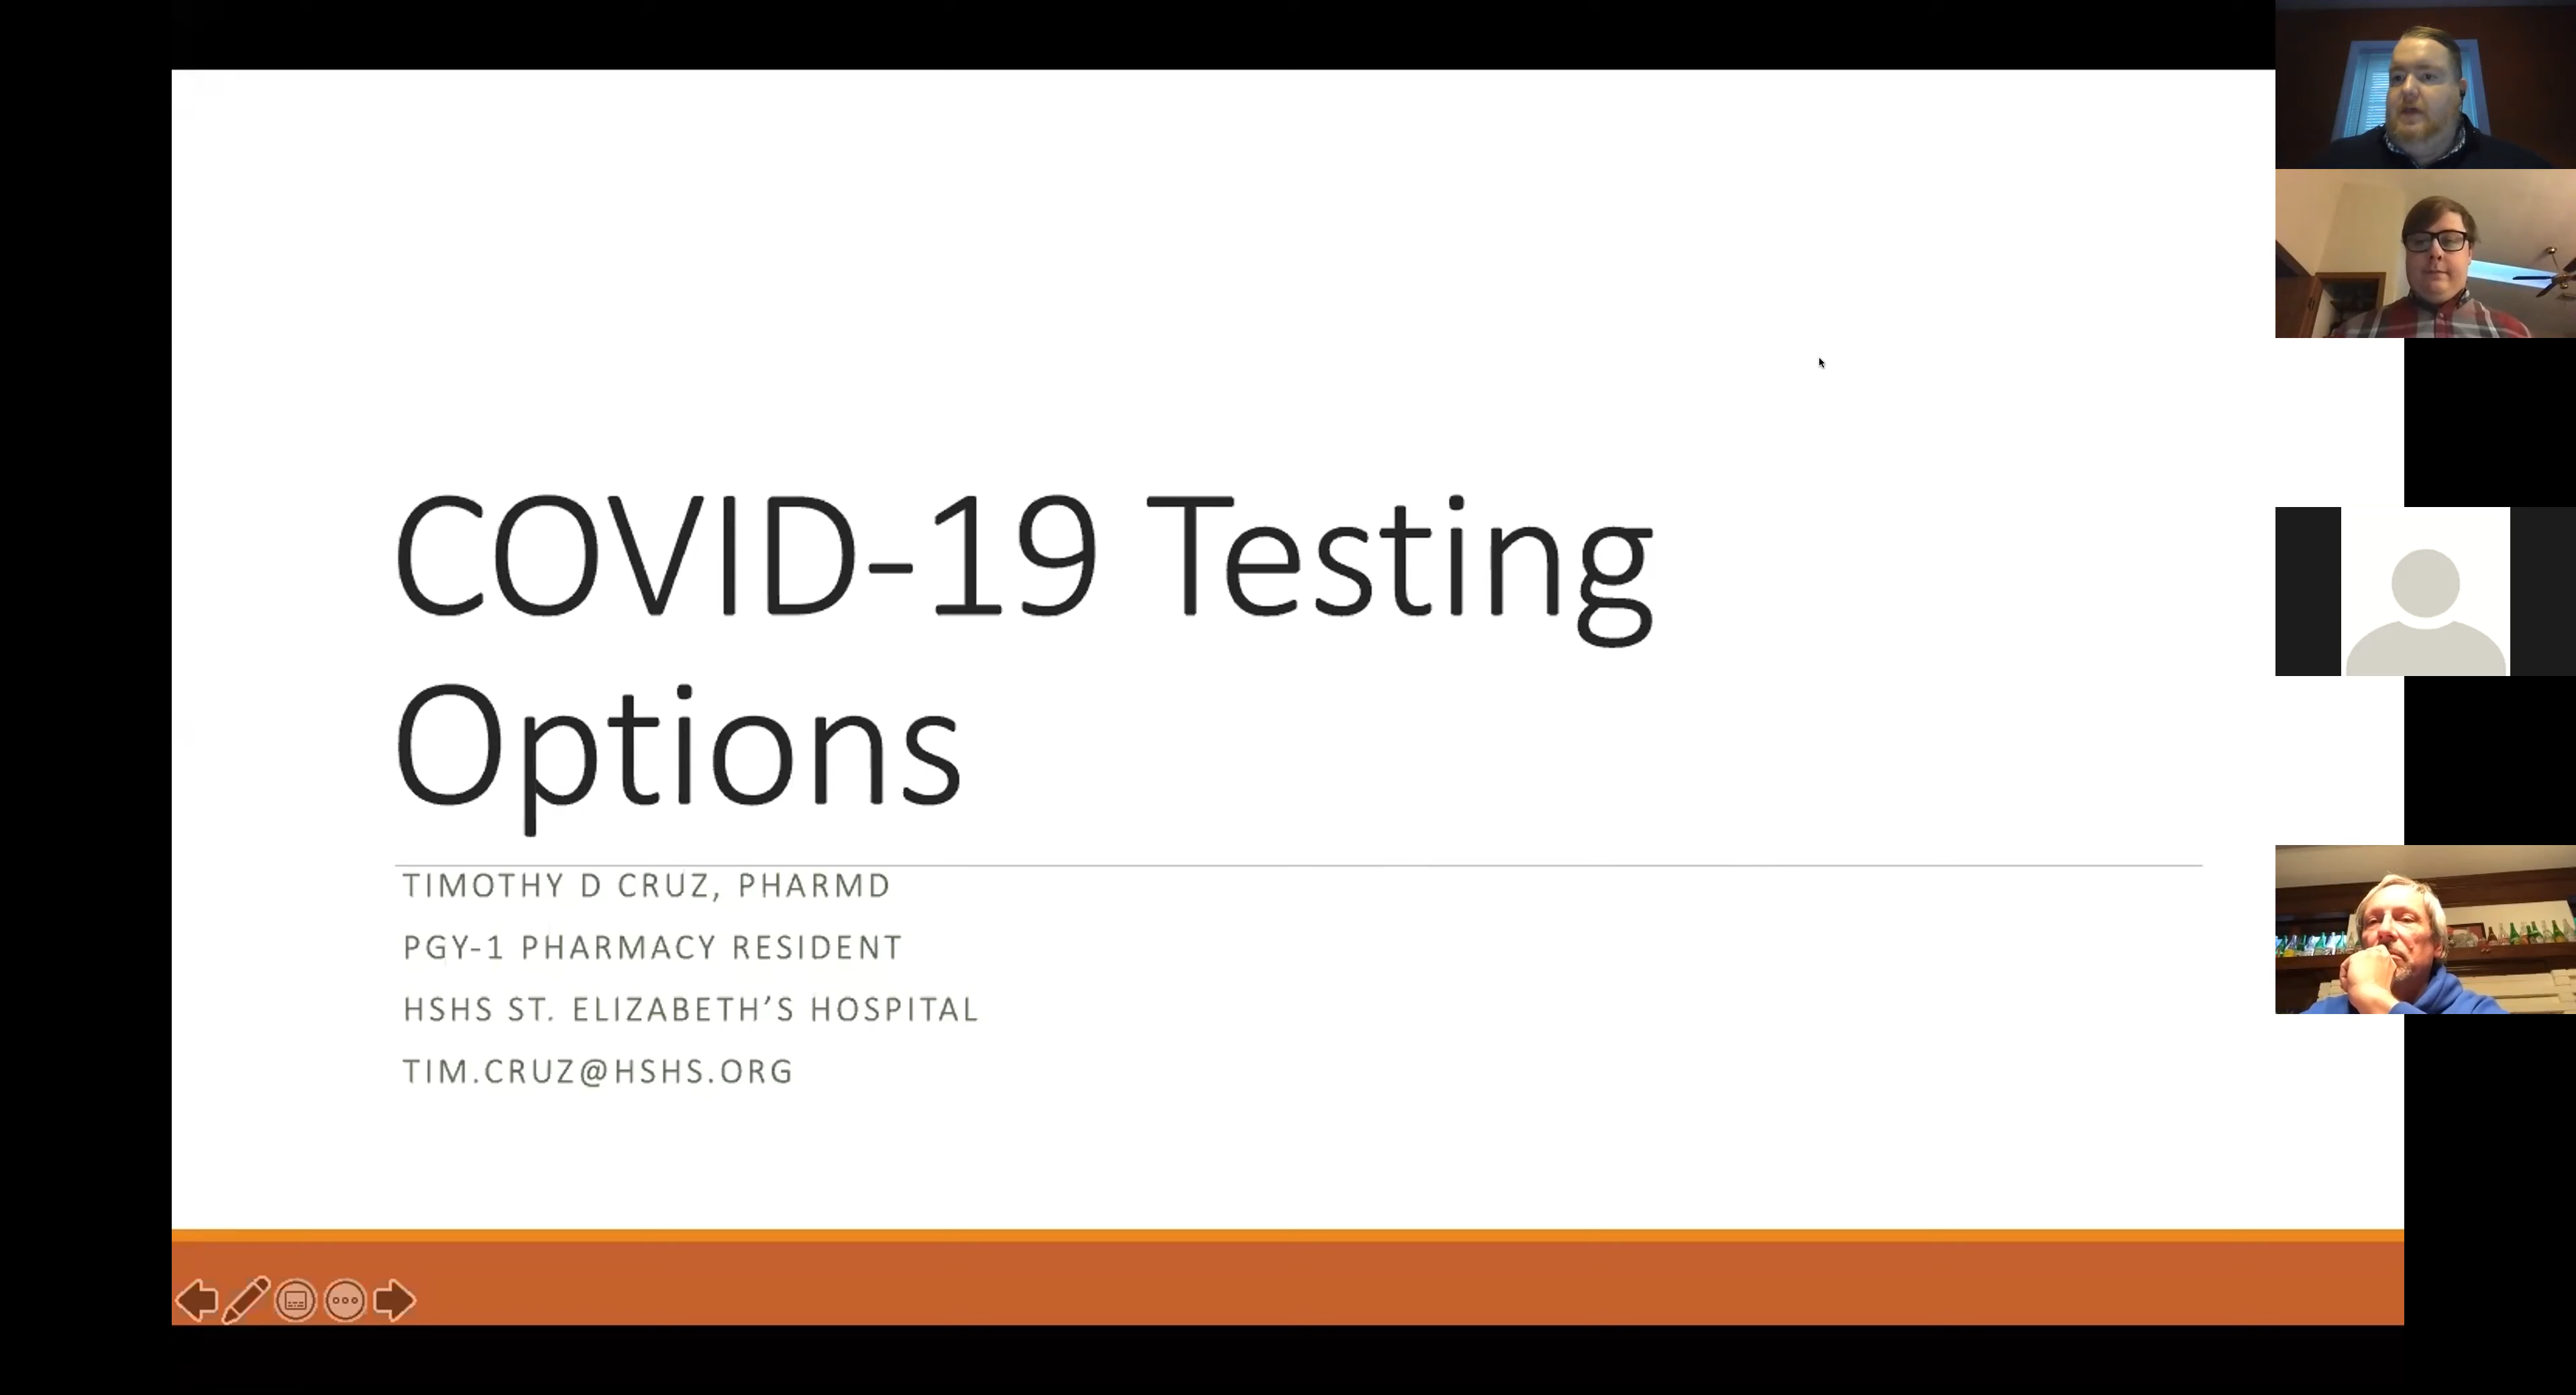 COVID-19 Testing
Options
TIMOTHY D CRUZ, PHARMD
PGY-1 PHARMACY RESIDENT
HSHS ST. ELIZABETH’S HOSPITAL
TIM.CRUZ@HSHS.ORG